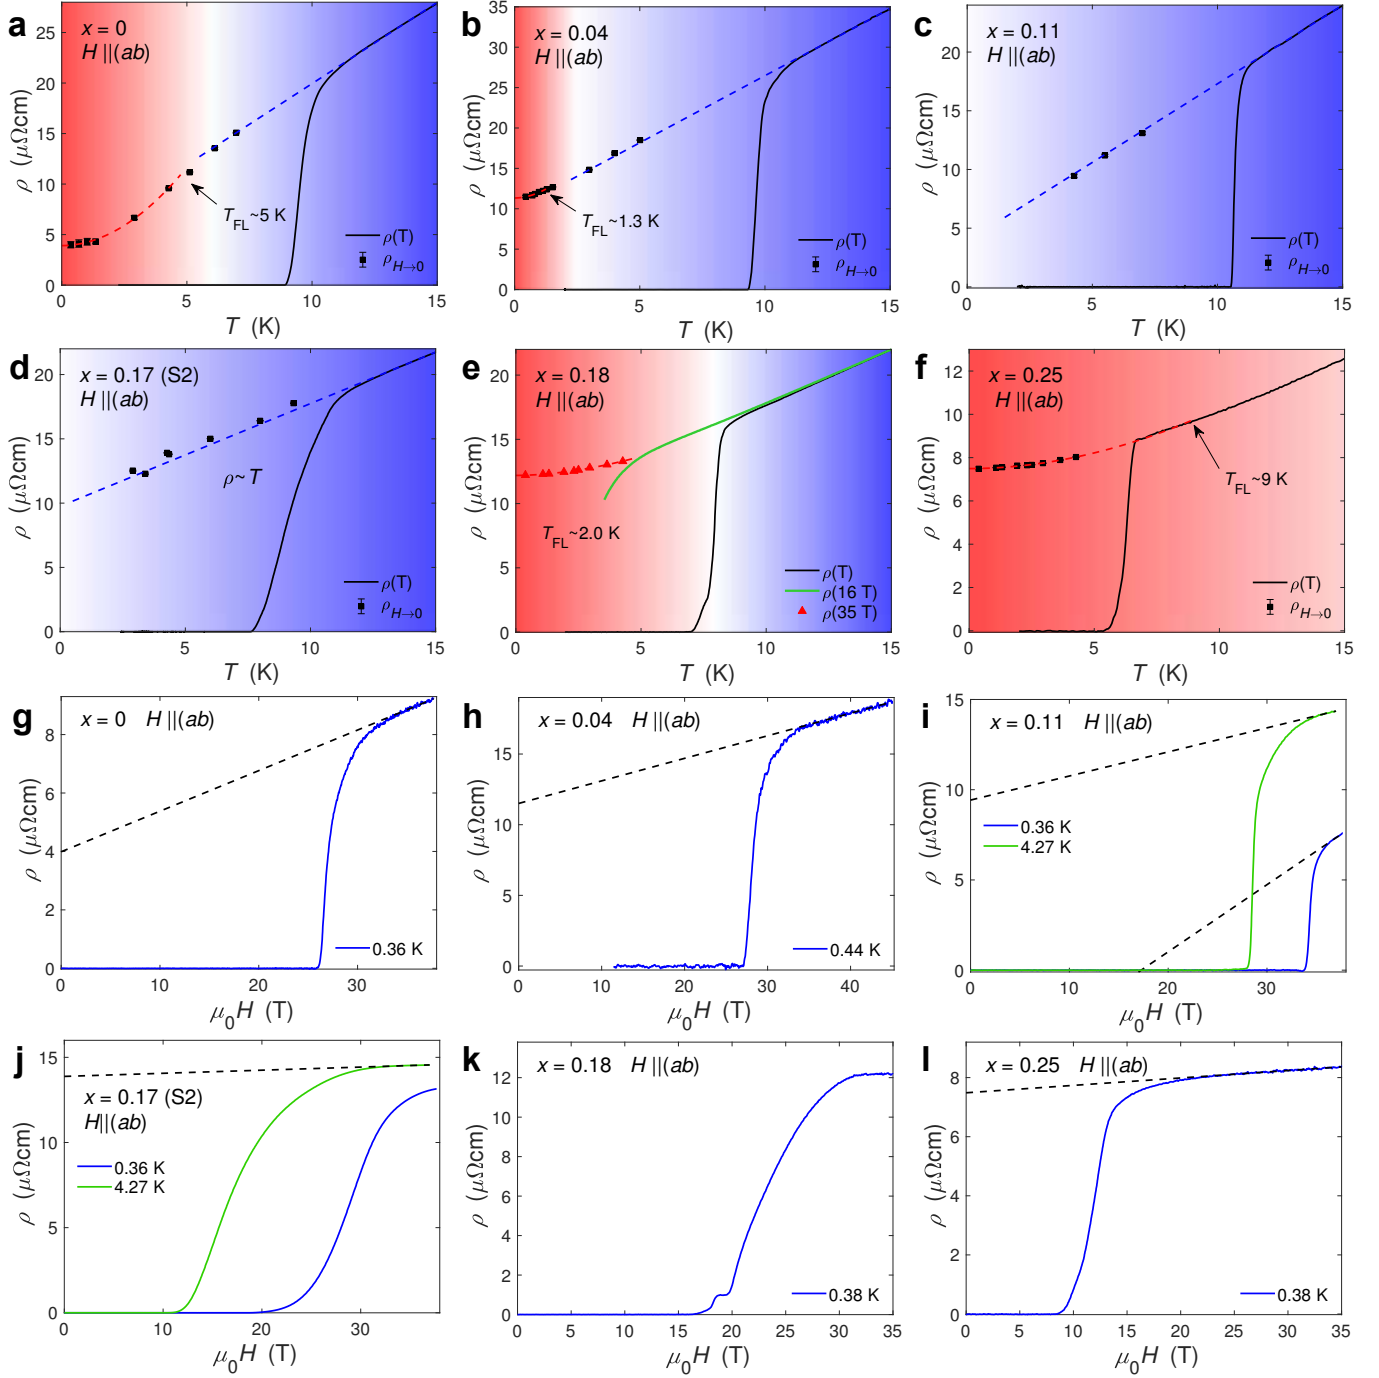 a
x = 0
H ||(ab)
25
20
15
10
5
0
ρ (μΩcm)
T_FL~5 K
ρ(T)
ρ_H→0
0 5 10 15
T (K)
b
x = 0.04
H ||(ab)
35
30
25
20
15
10
5
0
ρ (μΩcm)
T_FL~1.3 K
ρ(T)
ρ_H→0
0 5 10 15
T (K)
c
x = 0.11
H ||(ab)
20
15
10
5
0
ρ (μΩcm)
ρ(T)
ρ_H→0
5 10 15
T (K)
d
x = 0.17 (S2)
H ||(ab)
20
15
10
5
0
ρ (μΩcm)
ρ~T
ρ(T)
ρ_H→0
0 5 10 15
T (K)
e
x = 0.18
H ||(ab)
20
15
10
5
0
ρ (μΩcm)
T_FL~2.0 K
ρ(T)
ρ(16 T)
ρ(35 T)
0 5 10 15
T (K)
f
x = 0.25
H ||(ab)
12
10
8
6
4
2
0
ρ (μΩcm)
T_FL~9 K
ρ(T)
ρ_H→0
0 5 10 15
T (K)
g
x = 0 H ||(ab)
8
6
4
2
0
ρ (μΩcm)
0.36 K
0 10 20 30
μ₀H (T)
h
x = 0.04 H ||(ab)
15
10
5
0
ρ (μΩcm)
0.44 K
10 20 30 40
μ₀H (T)
i
x = 0.11 H ||(ab)
15
10
5
0
ρ (μΩcm)
0.36 K
4.27 K
0 10 20 30
μ₀H (T)
j
x = 0.17 (S2)
H||(ab)
15
10
5
0
ρ (μΩcm)
0.36 K
4.27 K
0 10 20 30
μ₀H (T)
k
x = 0.18 H ||(ab)
12
10
8
6
4
2
0
ρ (μΩcm)
0.38 K
0 5 10 15 20 25 30 35
μ₀H (T)
l
x = 0.25 H ||(ab)
8
6
4
2
0
ρ (μΩcm)
0.38 K
0 5 10 15 20 25 30 35
μ₀H (T)